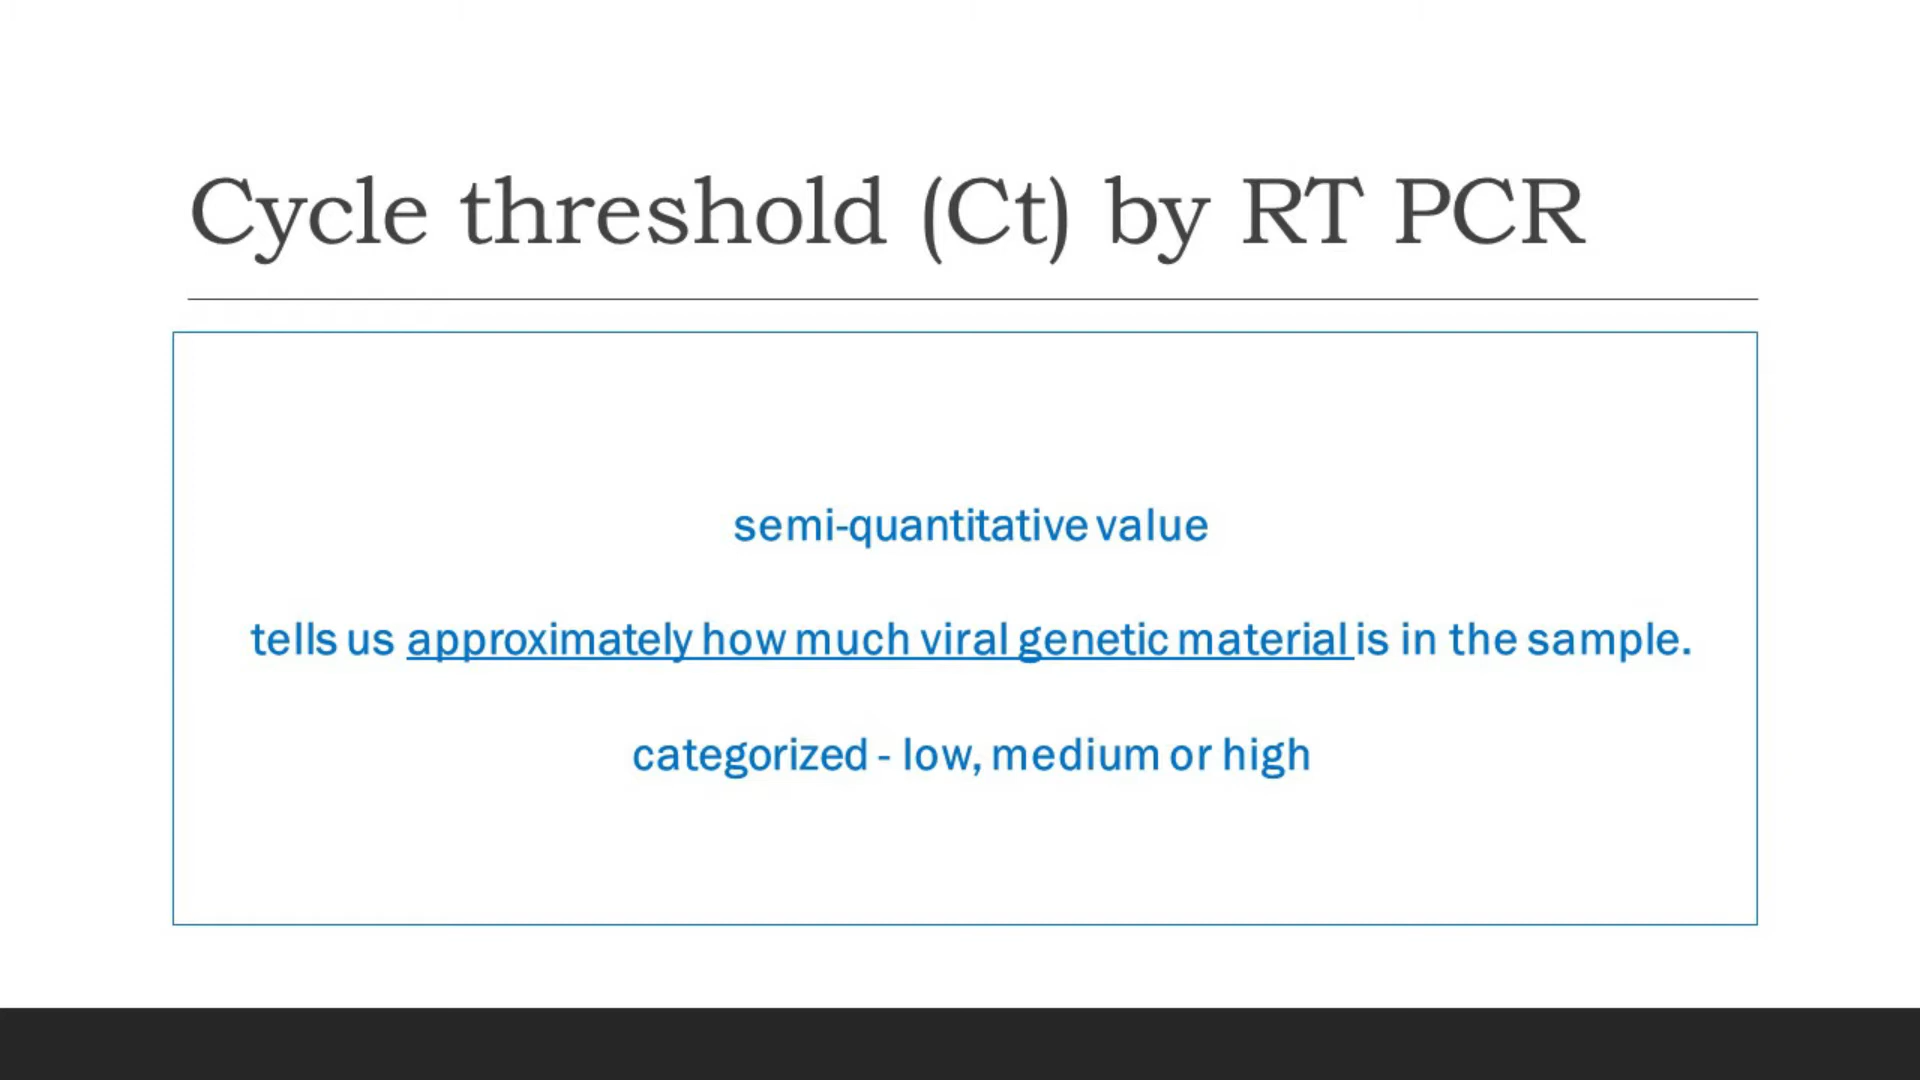 Cycle threshold (Ct) by RT PCR
semi-quantitative value
tells us approximately how much viral genetic material is in the sample.
categorized - low, medium or high